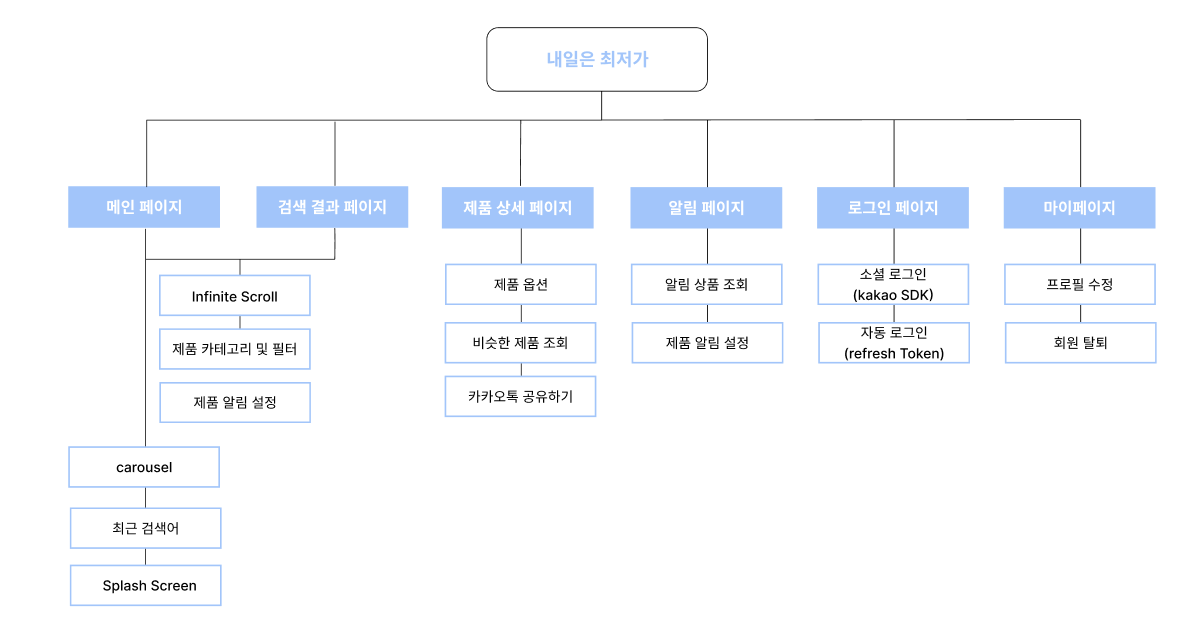 내일은 최저가
메인 페이지
검색 결과 페이지
제품 상세 페이지
알림 페이지
로그인 페이지
마이페이지
Infinite Scroll
제품 카테고리 및 필터
제품 알림 설정
carousel
최근 검색어
Splash Screen
제품 옵션
비슷한 제품 조회
카카오톡 공유하기
알림 상품 조회
제품 알림 설정
소셜 로그인
(kakao SDK)
자동 로그인
(refresh Token)
프로필 수정
회원 탈퇴